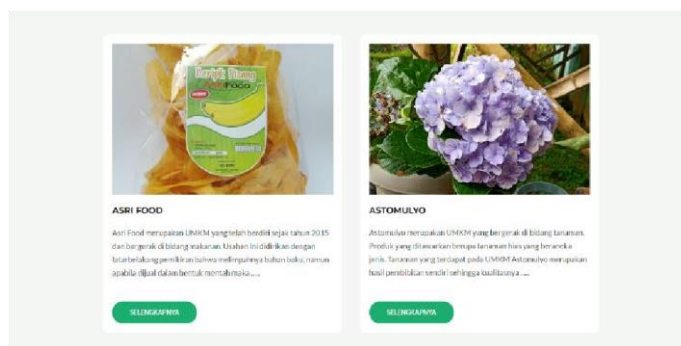 Keripik Pisang
Asri Food
ASRI FOOD
Asri Food merupakan UMKM yang telah berdiri sejak tahun 2015
dan bergerak di bidang makanan. Usahan ini didirikan dengan
latar belakang pemikiran bahwa melimpahnya bahan baku, namun
apabila dijual dalam bentuk mentah maka.....
SELENGKAPNYA
ASTOMULYO
Astomulyo merupakan UMKM yang bergerak di bidang tanaman.
Produk yang ditawarkan berupa tanaman hias yang beraneka
jenis. Tanaman yang terdapat pada UMKM Astomulyo merupakan
hasil pembibitan sendiri sehingga kualitasnya .....
SELENGKAPNYA